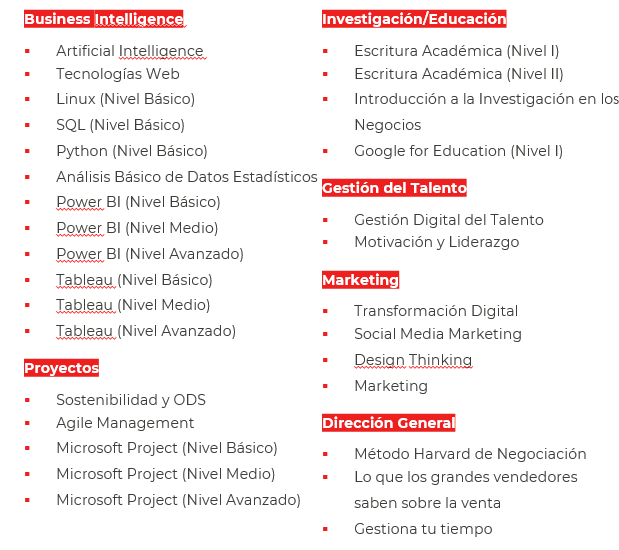 Business Intelligence
Artificial Intelligence
Tecnologías Web
Linux (Nivel Básico)
SQL (Nivel Básico)
Python (Nivel Básico)
Análisis Básico de Datos Estadísticos
Power BI (Nivel Básico)
Power BI (Nivel Medio)
Power BI (Nivel Avanzado)
Tableau (Nivel Básico)
Tableau (Nivel Medio)
Tableau (Nivel Avanzado)
Proyectos
Sostenibilidad y ODS
Agile Management
Microsoft Project (Nivel Básico)
Microsoft Project (Nivel Medio)
Microsoft Project (Nivel Avanzado)
Investigación/Educación
Escritura Académica (Nivel I)
Escritura Académica (Nivel II)
Introducción a la Investigación en los
Negocios
Google for Education (Nivel I)
Gestión del Talento
Gestión Digital del Talento
Motivación y Liderazgo
Marketing
Transformación Digital
Social Media Marketing
Design Thinking
Marketing
Dirección General
Método Harvard de Negociación
Lo que los grandes vendedores
saben sobre la venta
Gestiona tu tiempo